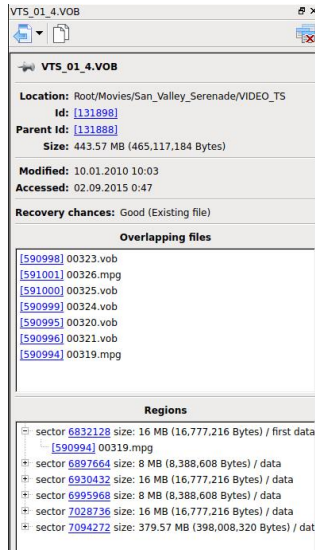 VTS_01_4.VOB
VTS_01_4.VOB
Location: Root/Movies/San_Valley_Serenade/VIDEO_TS
Id: [131898]
Parent Id: [131888]
Size: 443.57 MB (465,117,184 Bytes)
Modified: 10.01.2010 10:03
Accessed: 02.09.2015 0:47
Recovery chances: Good (Existing file)
Overlapping files
[590998] 00323.vob
[591001] 00326.mpg
[591000] 00325.vob
[590999] 00324.vob
[590995] 00320.vob
[590996] 00321.vob
[590994] 00319.mpg
Regions
sector 6832128 size: 16 MB (16,777,216 Bytes) / first data
[590994] 00319.mpg
sector 6897664 size: 8 MB (8,388,608 Bytes) / data
sector 6930432 size: 16 MB (16,777,216 Bytes) / data
sector 6995968 size: 8 MB (8,388,608 Bytes) / data
sector 7028736 size: 16 MB (16,777,216 Bytes) / data
sector 7094272 size: 379.57 MB (398,008,320 Bytes) / dat